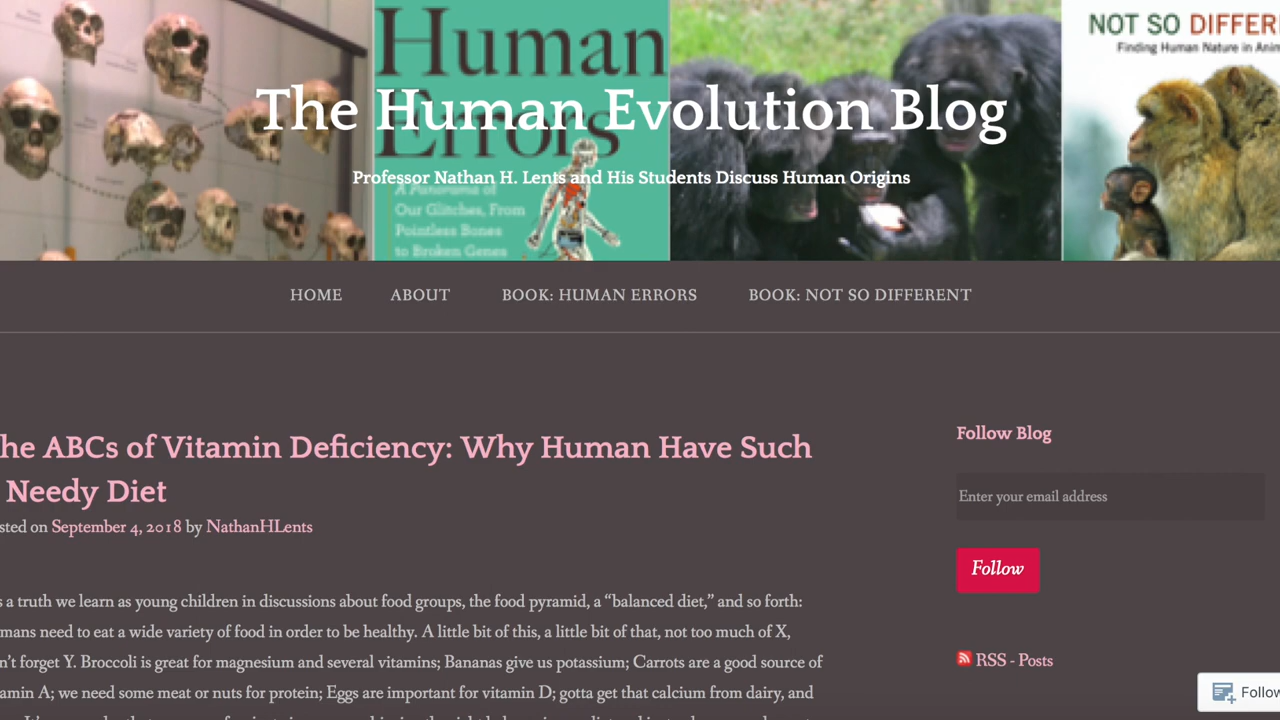 Human
Errors
NOT SO DIFFER
Finding Human Nature in Ani
The Human Evolution Blog
Professor Nathan H. Lents and His Students Discuss Human Origins
A Panorama of
Our Glitches, From
Pointless Bones
to Broken Genes
HOME ABOUT BOOK: HUMAN ERRORS BOOK: NOT SO DIFFERENT
he ABCs of Vitamin Deficiency: Why Human Have Such
Needy Diet
sted on September 4, 2018 by NathanHLents
s a truth we learn as young children in discussions about food groups, the food pyramid, a “balanced diet,” and so forth:
mans need to eat a wide variety of food in order to be healthy. A little bit of this, a little bit of that, not too much of X,
n’t forget Y. Broccoli is great for magnesium and several vitamins; Bananas give us potassium; Carrots are a good source of
amin A; we need some meat or nuts for protein; Eggs are important for vitamin D; gotta get that calcium from dairy, and
Follow Blog
Enter your email address
Follow
RSS - Posts
Follow